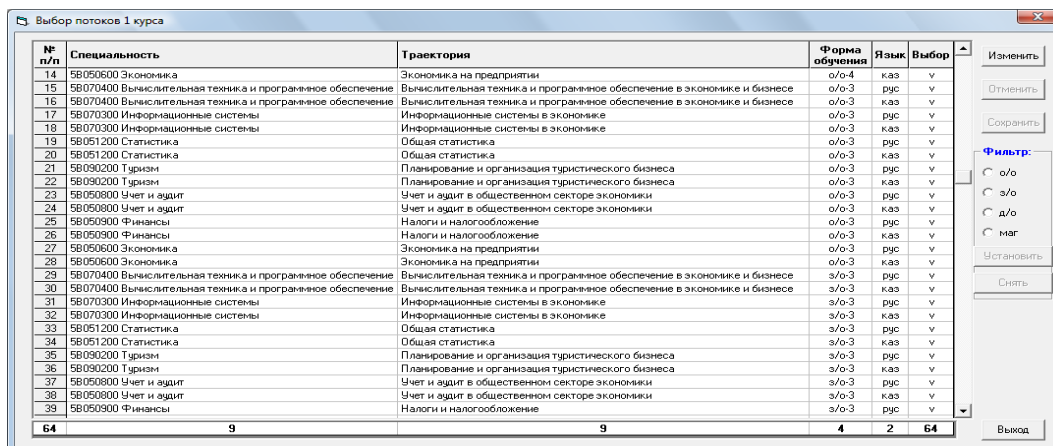 Выбор потоков 1 курса
№ п/п Специальность Траектория Форма обучения Язык Выбор
14 5В050600 Экономика Экономика на предприятии о/о-4 каз v
15 5В070400 Вычислительная техника и программное обеспечение Вычислительная техника и программное обеспечение в экономике и бизнесе о/о-3 рус v
16 5В070400 Вычислительная техника и программное обеспечение Вычислительная техника и программное обеспечение в экономике и бизнесе о/о-3 каз v
17 5В070300 Информационные системы Информационные системы в экономике о/о-3 рус v
18 5В070300 Информационные системы Информационные системы в экономике о/о-3 каз v
19 5В051200 Статистика Общая статистика о/о-3 рус v
20 5В051200 Статистика Общая статистика о/о-3 каз v
21 5В090200 Туризм Планирование и организация туристического бизнеса о/о-3 рус v
22 5В090200 Туризм Планирование и организация туристического бизнеса о/о-3 каз v
23 5В050800 Учет и аудит Учет и аудит в общественном секторе экономики о/о-3 рус v
24 5В050800 Учет и аудит Учет и аудит в общественном секторе экономики о/о-3 каз v
25 5В050900 Финансы Налоги и налогообложение о/о-3 рус v
26 5В050900 Финансы Налоги и налогообложение о/о-3 каз v
27 5В050600 Экономика Экономика на предприятии о/о-3 рус v
28 5В050600 Экономика Экономика на предприятии о/о-3 каз v
29 5В070400 Вычислительная техника и программное обеспечение Вычислительная техника и программное обеспечение в экономике и бизнесе з/о-3 рус v
30 5В070400 Вычислительная техника и программное обеспечение Вычислительная техника и программное обеспечение в экономике и бизнесе з/о-3 каз v
31 5В070300 Информационные системы Информационные системы в экономике з/о-3 рус v
32 5В070300 Информационные системы Информационные системы в экономике з/о-3 каз v
33 5В051200 Статистика Общая статистика з/о-3 рус v
34 5В051200 Статистика Общая статистика з/о-3 каз v
35 5В090200 Туризм Планирование и организация туристического бизнеса з/о-3 рус v
36 5В090200 Туризм Планирование и организация туристического бизнеса з/о-3 каз v
37 5В050800 Учет и аудит Учет и аудит в общественном секторе экономики з/о-3 рус v
38 5В050800 Учет и аудит Учет и аудит в общественном секторе экономики з/о-3 каз v
39 5В050900 Финансы Налоги и налогообложение з/о-3 рус v
64 9 9 4 2 64
Изменить
Отменить
Сохранить
Фильтр:
о/о
з/о
д/о
маг
Установить
Снять
Выход